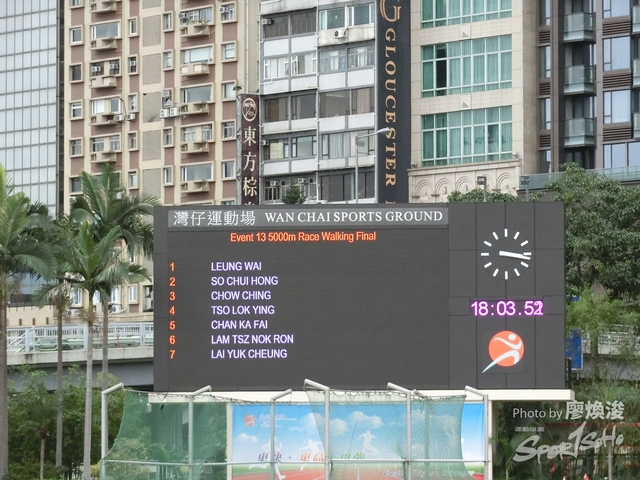 GLOUCESTER
東方棕
灣仔運動場 WAN CHAI SPORTS GROUND
Event 13 5000m Race Walking Final
1 LEUNG WAI
2 SO CHUI HONG
3 CHOW CHING
4 TSO LOK YING
5 CHAN KA FAI
6 LAM TSZ NOK RON
7 LAI YUK CHEUNG
18:03.52
Photo by 廖煥浚
SportSoHo